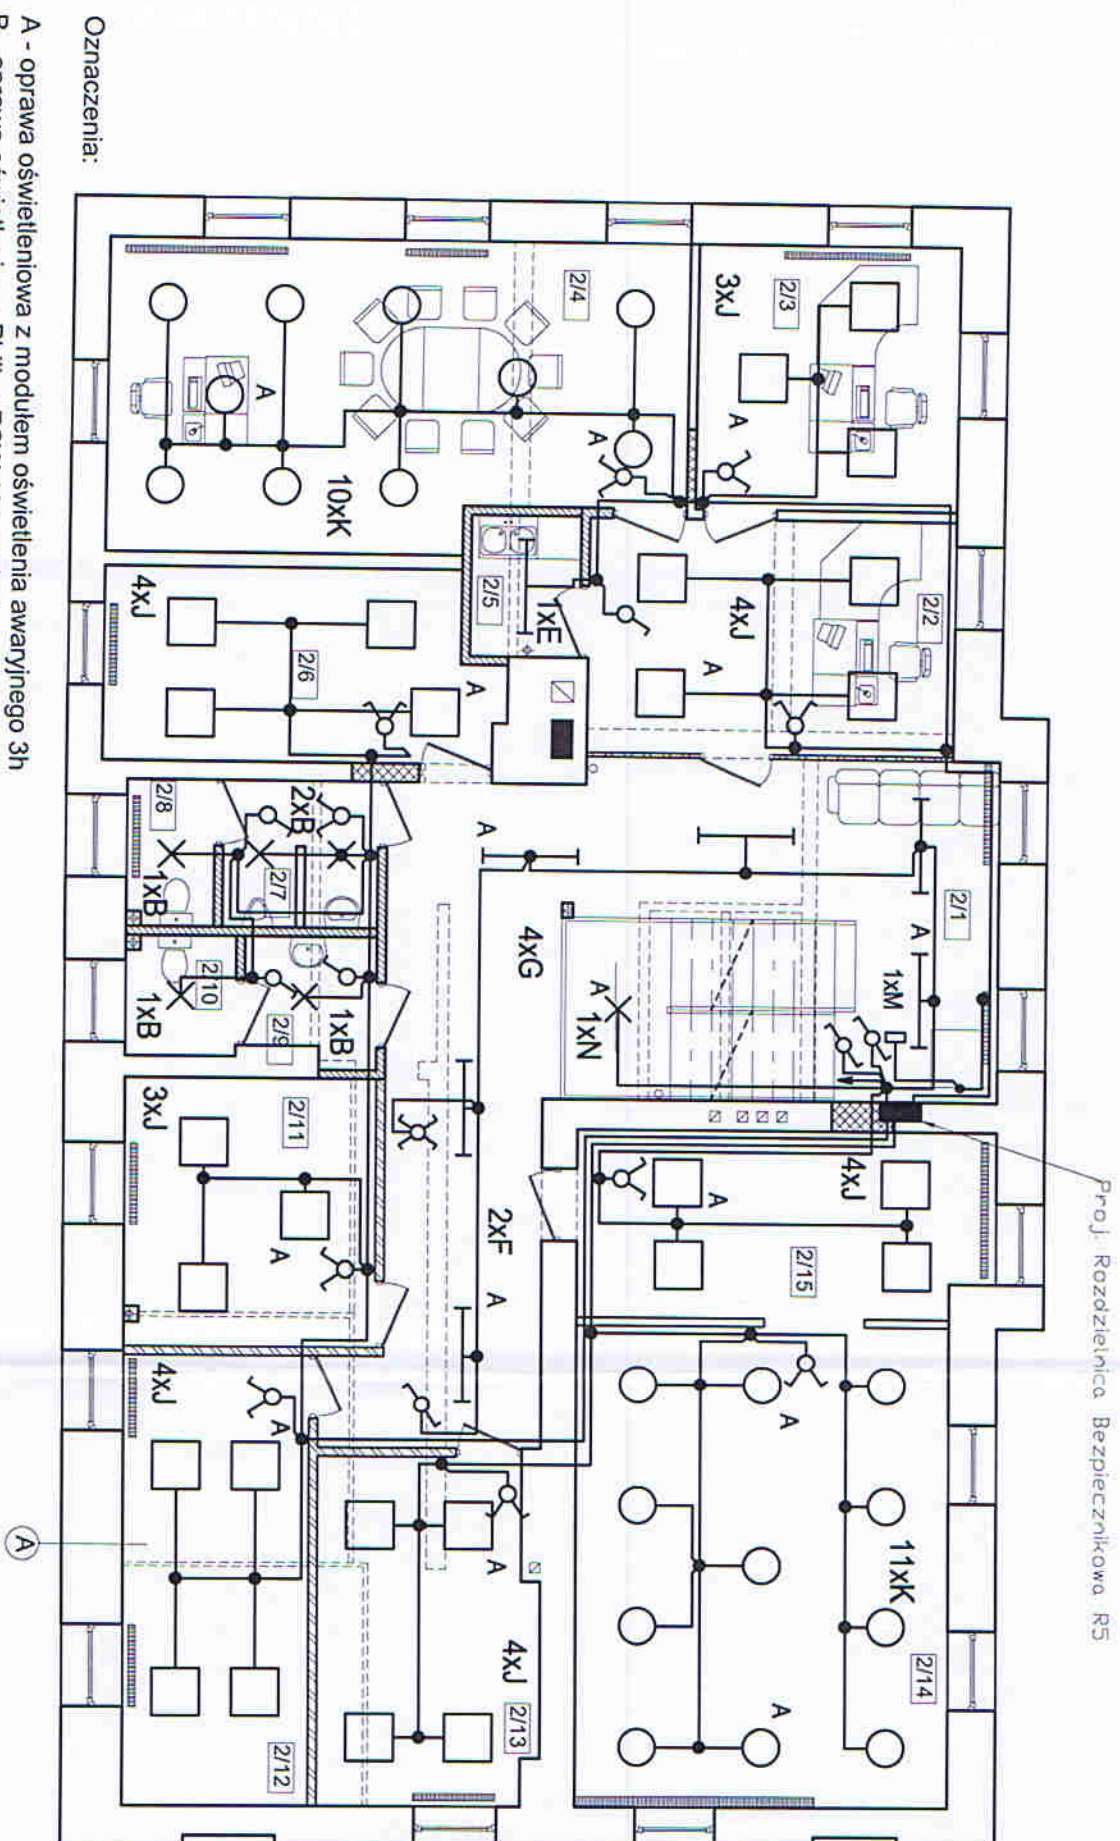 Proj. Rozdzielnica Bezpiecznikowa R5
2/3
3xJ
A
2/2
4xJ
A
2/1
A
1xM
4xJ
A
2/15
2/14
11xK
A
A
2/4
A
A
10xK
2/5
1xE
A
4xG
A
1xN
2xF
A
2/13
4xJ
A
2/6
A
4xJ
2xB
2/7
2/8
1xB
1xB
2/9
2/10
1xB
2/11
A
3xJ
A
4xJ
2/12
Oznaczenia:
A
A - oprawa oświetleniowa z modułem oświetlenia awaryjnego 3h